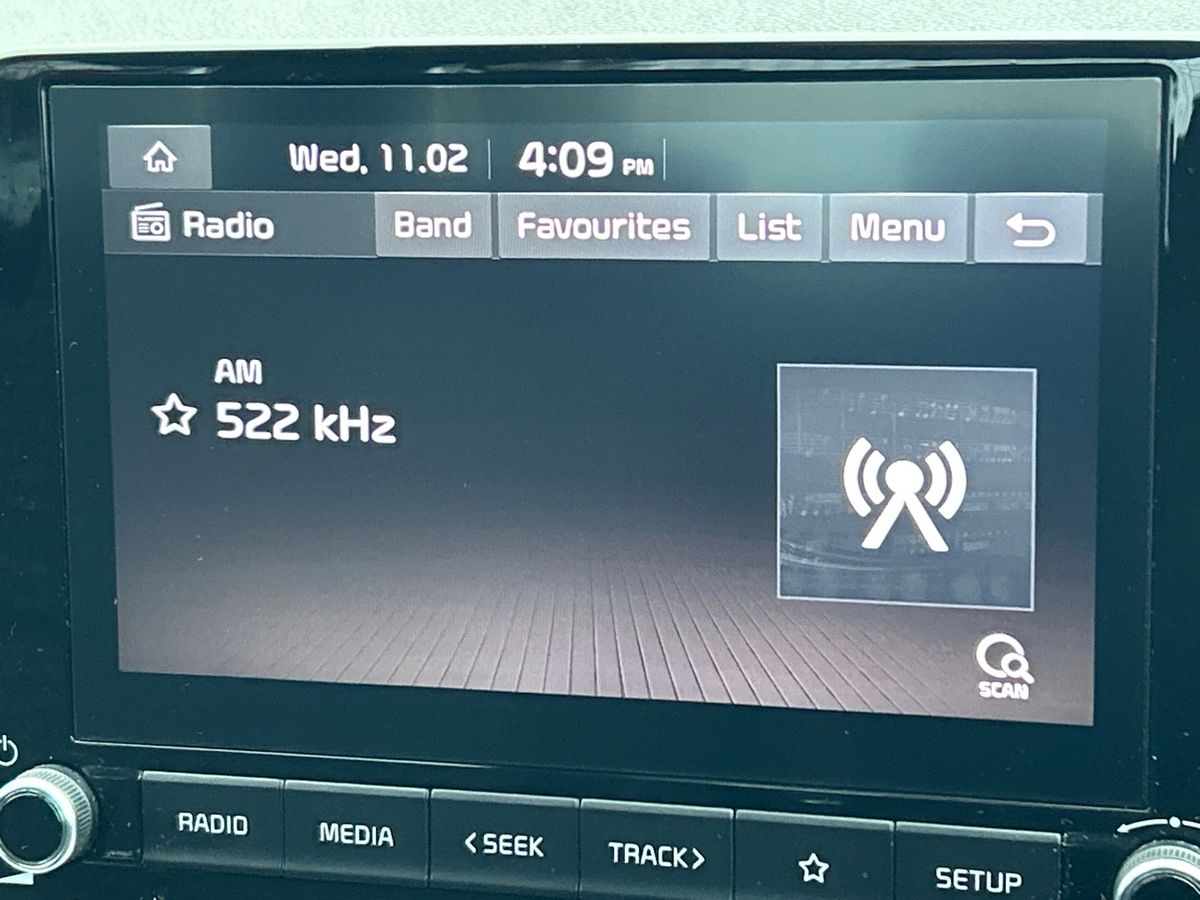 Wed. 11.02 4:09 PM
Radio Band Favourites List Menu
AM
522 kHz
SCAN
RADIO MEDIA <SEEK TRACK> SETUP